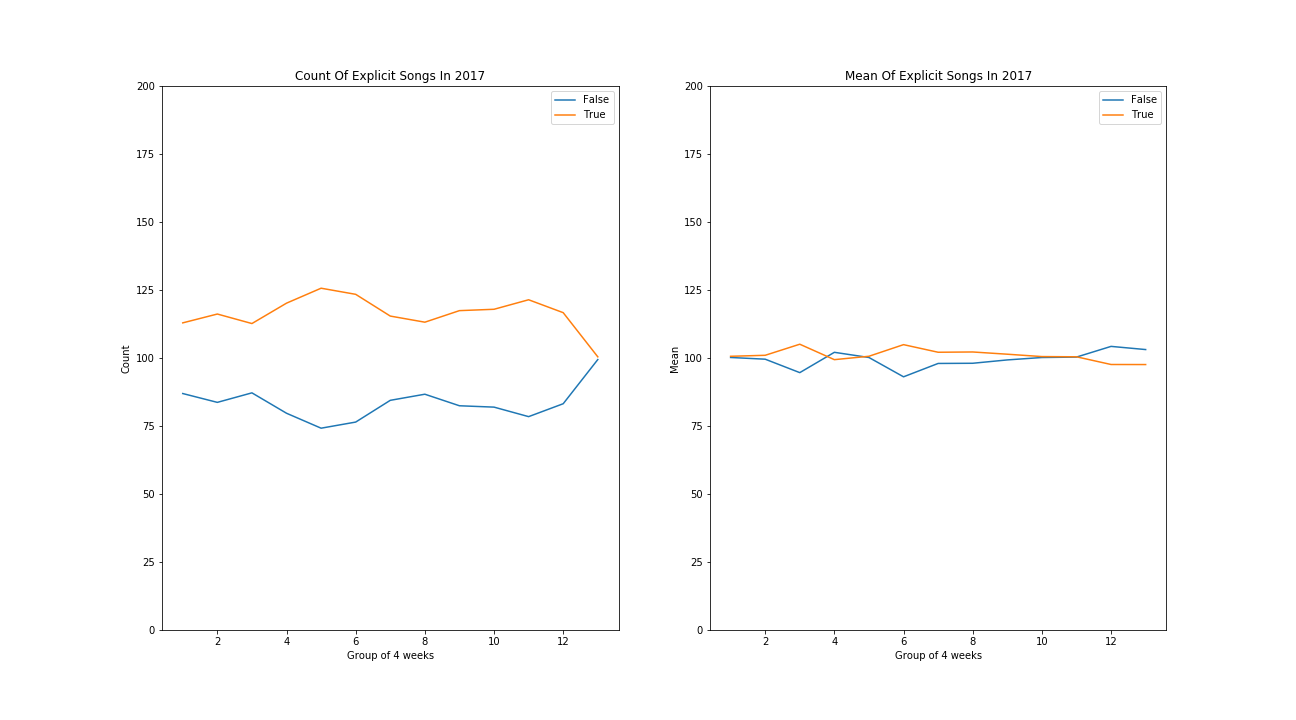 Count Of Explicit Songs In 2017
200
175
150
125
100
75
50
25
0
Count
2 4 6 8 10 12
Group of 4 weeks
False
True
Mean Of Explicit Songs In 2017
200
175
150
125
100
75
50
25
0
Mean
2 4 6 8 10 12
Group of 4 weeks
False
True